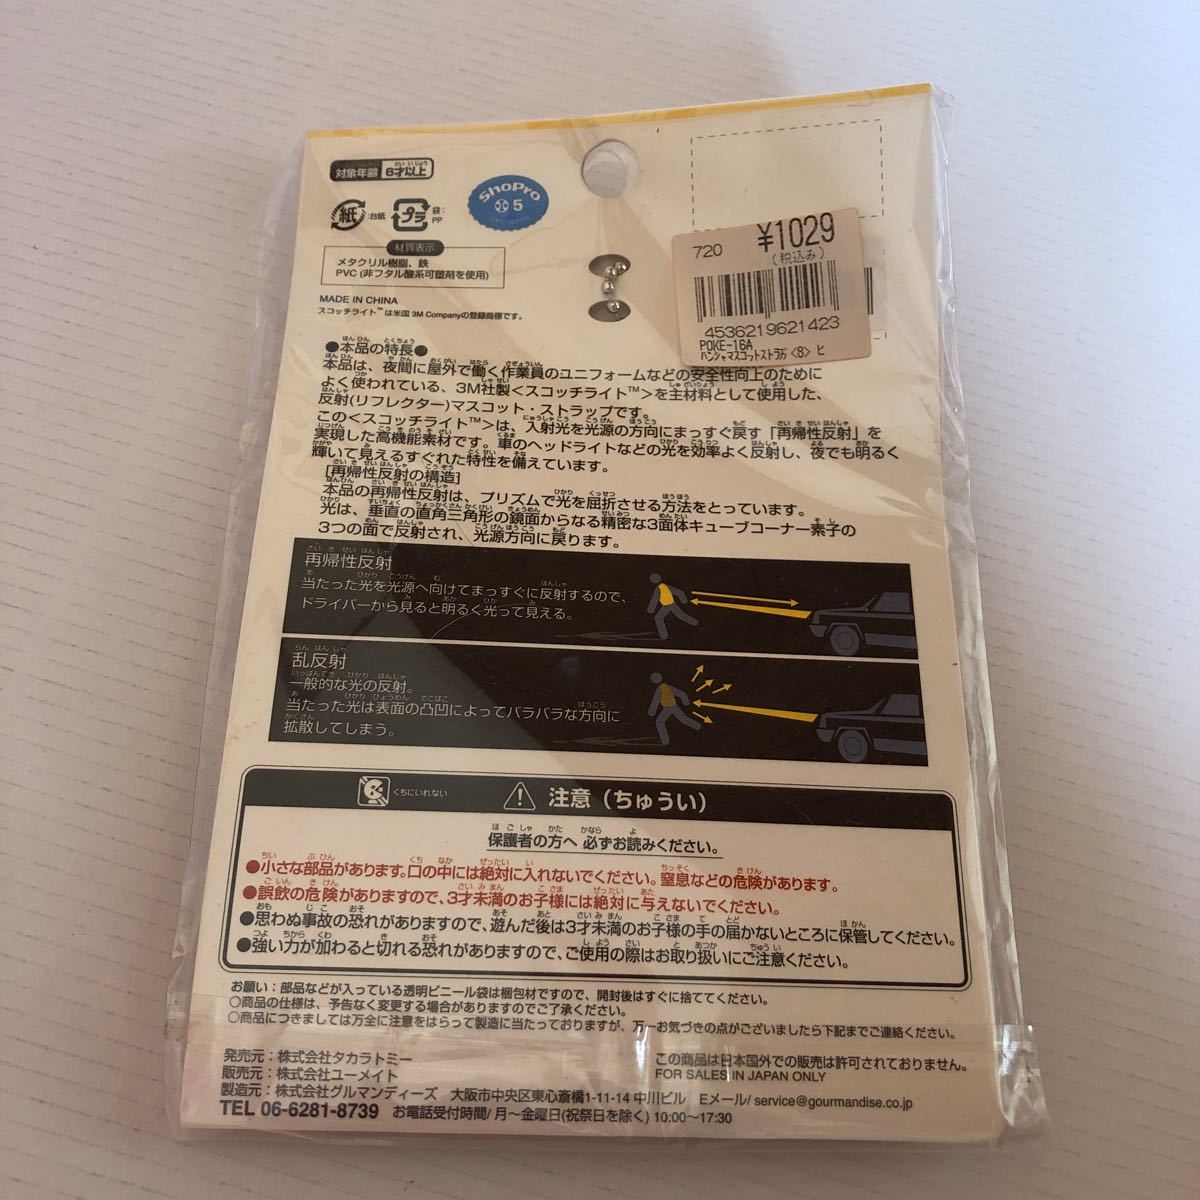 対象年齢 6才以上
紙 :台紙 プラ 袋:PP
ShoPro
5
材質表示
メタクリル樹脂、鉄
PVC (非フタル酸系可塑剤を使用)
MADE IN CHINA
スコッチライト™ は米国 3M Companyの登録商標です。
720 ¥1029
(税込み)
4536219621423
POKE-16A
ハンシャマスコットストラガ <8> ヒ
●本品の特長●
本品は、夜間に屋外で働く作業員のユニフォームなどの安全性向上のために
よく使われている、3M社製<スコッチライト™>を主材料として使用した、
反射(リフレクター)マスコット・ストラップです。
この<スコッチライト™>は、入射光を光源の方向にまっすぐ戻す「再帰性反射」を
実現した高機能素材です。車のヘッドライトなどの光を効率よく反射し、夜でも明るく
輝いて見えるすぐれた特性を備えています。
[再帰性反射の構造]
本品の再帰性反射は、プリズムで光を屈折させる方法をとっています。
光は、垂直の直角三角形の鏡面からなる精密な3面体キューブコーナー素子の
3つの面で反射され、光源方向に戻ります。
再帰性反射
当たった光を光源へ向けてまっすぐに反射するので、
ドライバーから見ると明るく光って見える。
乱反射
一般的な光の反射。
当たった光は表面の凸凹によってバラバラな方向に
拡散してしまう。
くちにいれない 注意(ちゅうい)
保護者の方へ 必ずお読みください。
●小さな部品があります。口の中には絶対に入れないでください。窒息などの危険があります。
●誤飲の危険がありますので、3才未満のお子様には絶対に与えないでください。
●思わぬ事故の恐れがありますので、遊んだ後は3才未満のお子様の手の届かないところに保管してください。
●強い力が加わると切れる恐れがありますので、ご使用の際はお取り扱いにご注意ください。
お願い:部品などが入っている透明ビニール袋は梱包材ですので、開封後はすぐに捨ててください。
○商品の仕様は、予告なく変更する場合がありますのでご了承ください。
○商品につきましては万全に注意をはらって製造に当たっておりますが、万一お気づきの点がございましたら下記までご連絡ください。
発売元:株式会社タカラトミー
販売元:株式会社ユーメイト
この商品は日本国外での販売は許可されておりません。
FOR SALES IN JAPAN ONLY
製造元:株式会社グルマンディーズ 大阪市中央区東心斎橋1-11-14 中川ビル Eメール/ service@gourmandise.co.jp
TEL 06-6281-8739 お電話受付時間/ 月～金曜日(祝祭日を除く) 10:00～17:30